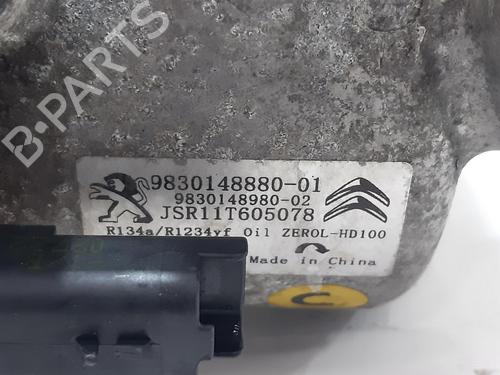 B-PARTS
9830148880-01
9830148980-02
JSR11T605078
R134a/R1234yf Oil ZEROL-HD100
Made in China
C